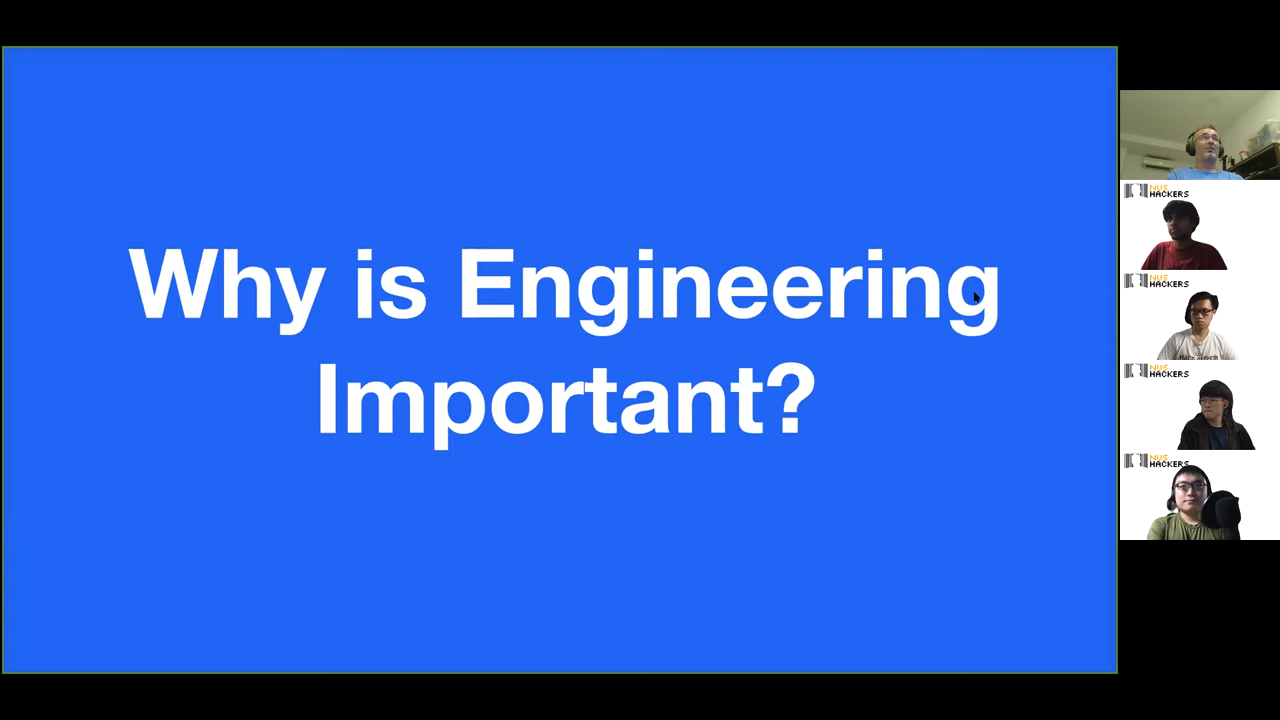 Why is Engineering
Important?
NUS
HACKERS
NUS
HACKERS
NUS
HACKERS
NUS
HACKERS